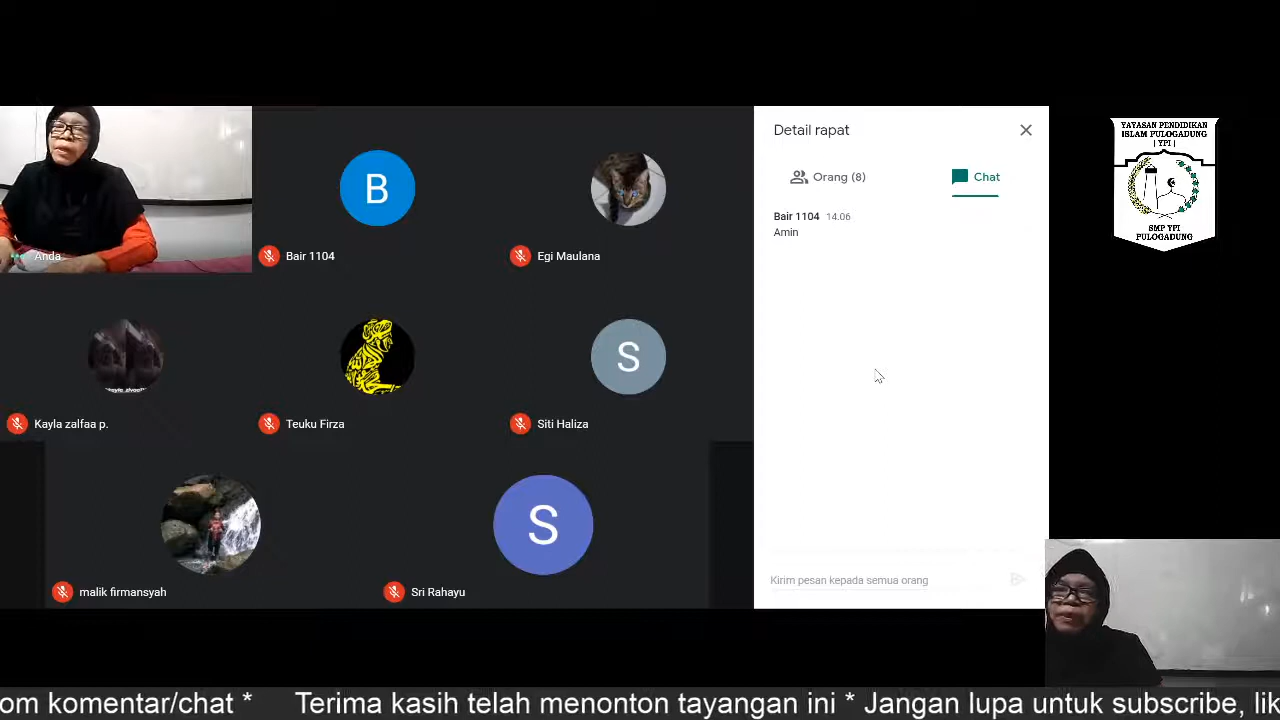 Detail rapat
Orang (8)
Chat
Bair 1104 14.06
Amin
YAYASAN PENDIDIKAN
ISLAM PULOGADUNG
| YPI |
SMP YPI
PULOGADUNG
B
Anda
Bair 1104
Egi Maulana
S
Kayla zalfaa p.
Teuku Firza
Siti Haliza
S
malik firmansyah
Sri Rahayu
Kirim pesan kepada semua orang
om komentar/chat * Terima kasih telah menonton tayangan ini * Jangan lupa untuk subscribe, lik